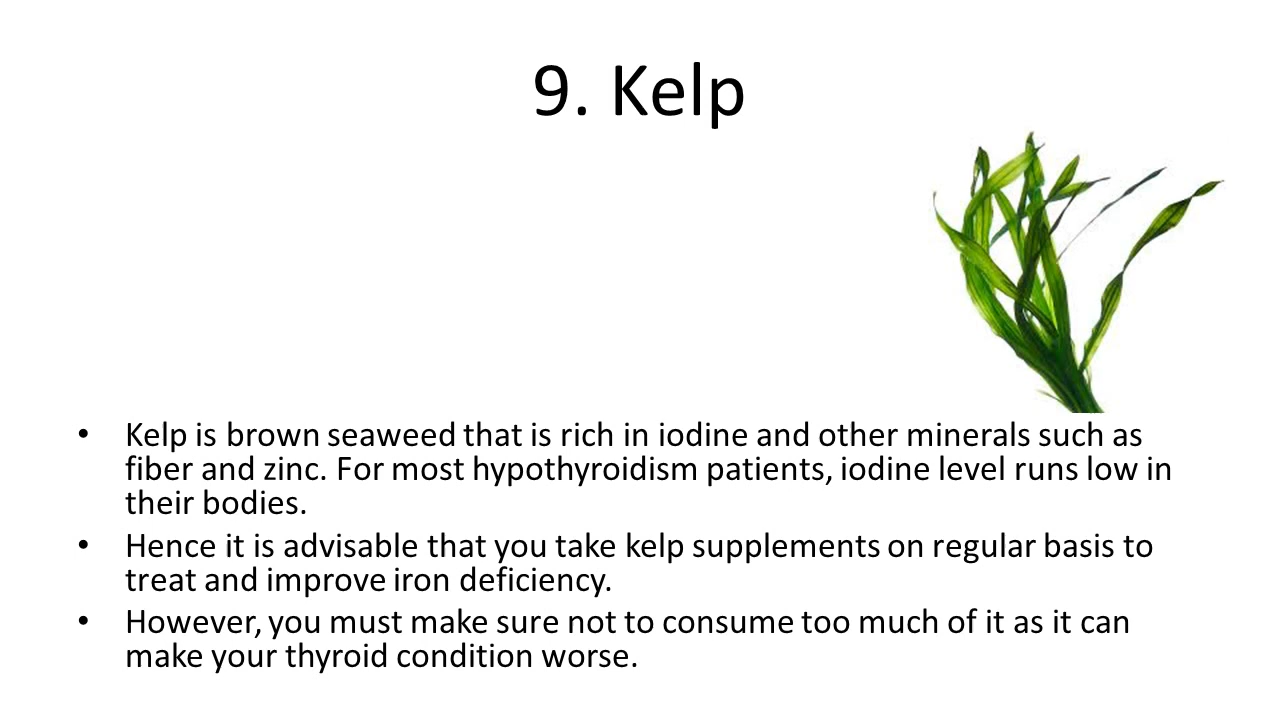 9. Kelp
• Kelp is brown seaweed that is rich in iodine and other minerals such as
fiber and zinc. For most hypothyroidism patients, iodine level runs low in
their bodies.
• Hence it is advisable that you take kelp supplements on regular basis to
treat and improve iron deficiency.
• However, you must make sure not to consume too much of it as it can
make your thyroid condition worse.